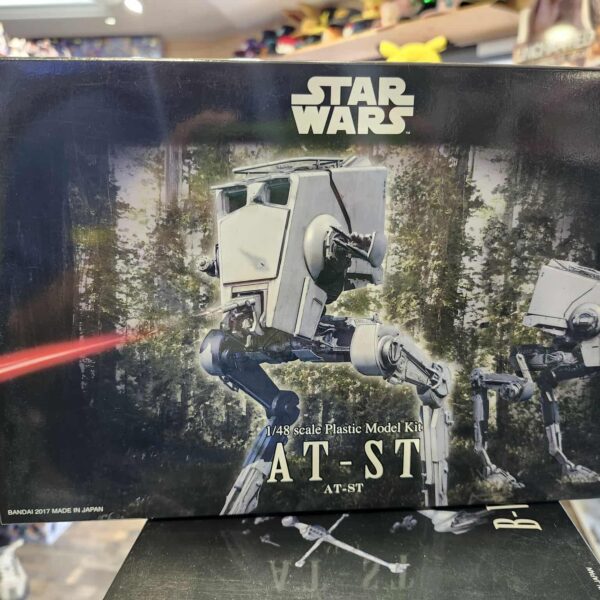 STAR
WARS
1/48 scale Plastic Model Kit
AT-ST
AT-ST
BANDAI 2017 MADE IN JAPAN